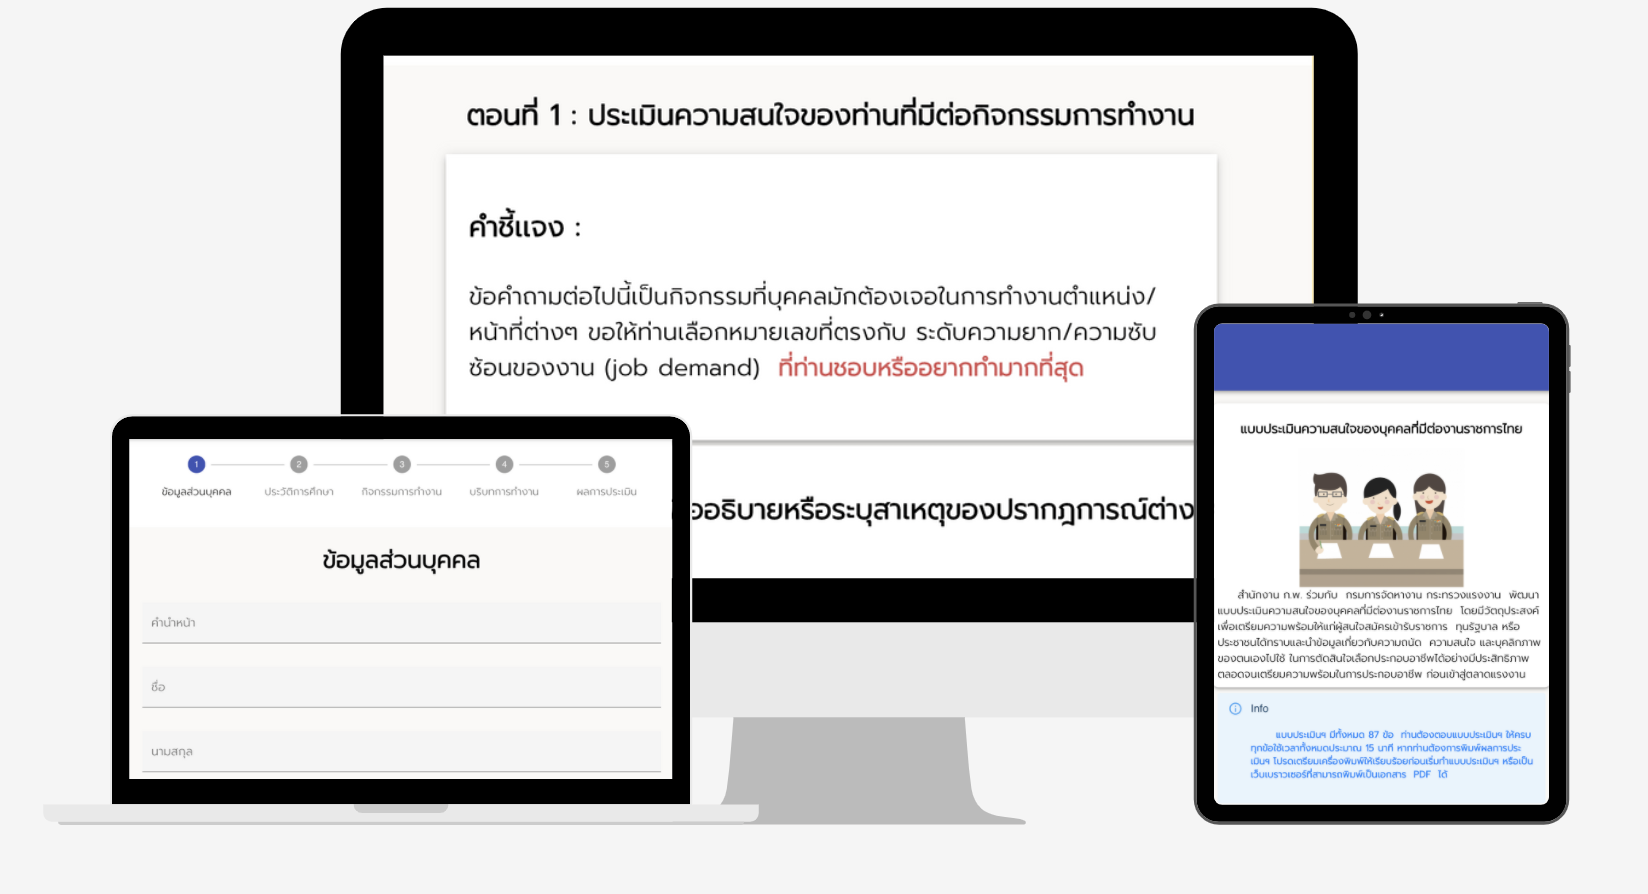 ตอนที่ 1 : ประเมินความสนใจของท่านที่มีต่อกิจกรรมการทำงาน
คำชี้แจง :
ข้อคำถามต่อไปนี้เป็นกิจกรรมที่บุคคลมักต้องเจอในการทำงานตำแหน่ง/
หน้าที่ต่างๆ ขอให้ท่านเลือกหมายเลขที่ตรงกับ ระดับความยาก/ความซับ
ซ้อนของงาน (job demand) ที่ท่านชอบหรืออยากทำมากที่สุด
ออธิบายหรือระบุสาเหตุของปรากฏการณ์ต่าง
1 2 3 4 5
ข้อมูลส่วนบุคคล ประวัติการศึกษา กิจกรรมการทำงาน บริบทการทำงาน ผลการประเมิน
ข้อมูลส่วนบุคคล
คำนำหน้า
ชื่อ
นามสกุล
แบบประเมินความสนใจของบุคคลที่มีต่องานราชการไทย
สำนักงาน ก.พ. ร่วมกับ กรมการจัดหางาน กระทรวงแรงงาน พัฒนา
แบบประเมินความสนใจของบุคคลที่มีต่องานราชการไทย โดยมีวัตถุประสงค์
เพื่อเตรียมความพร้อมให้แก่ผู้สนใจสมัครเข้ารับราชการ ทุนรัฐบาล หรือ
ประชาชนได้ทราบและนำข้อมูลเกี่ยวกับความถนัด ความสนใจ และบุคลิกภาพ
ของตนเองไปใช้ ในการตัดสินใจเลือกประกอบอาชีพได้อย่างมีประสิทธิภาพ
ตลอดจนเตรียมความพร้อมในการประกอบอาชีพ ก่อนเข้าสู่ตลาดแรงงาน
Info
แบบประเมินฯ มีทั้งหมด 87 ข้อ ท่านต้องตอบแบบประเมินฯ ให้ครบ
ทุกข้อใช้เวลาทั้งหมดประมาณ 15 นาที หากท่านต้องการพิมพ์ผลการประ
เมินฯ โปรดเตรียมเครื่องพิมพ์ให้เรียบร้อยก่อนเริ่มทำแบบประเมินฯ หรือเป็น
เว็บเบราวเซอร์ที่สามารถพิมพ์เป็นเอกสาร PDF ได้